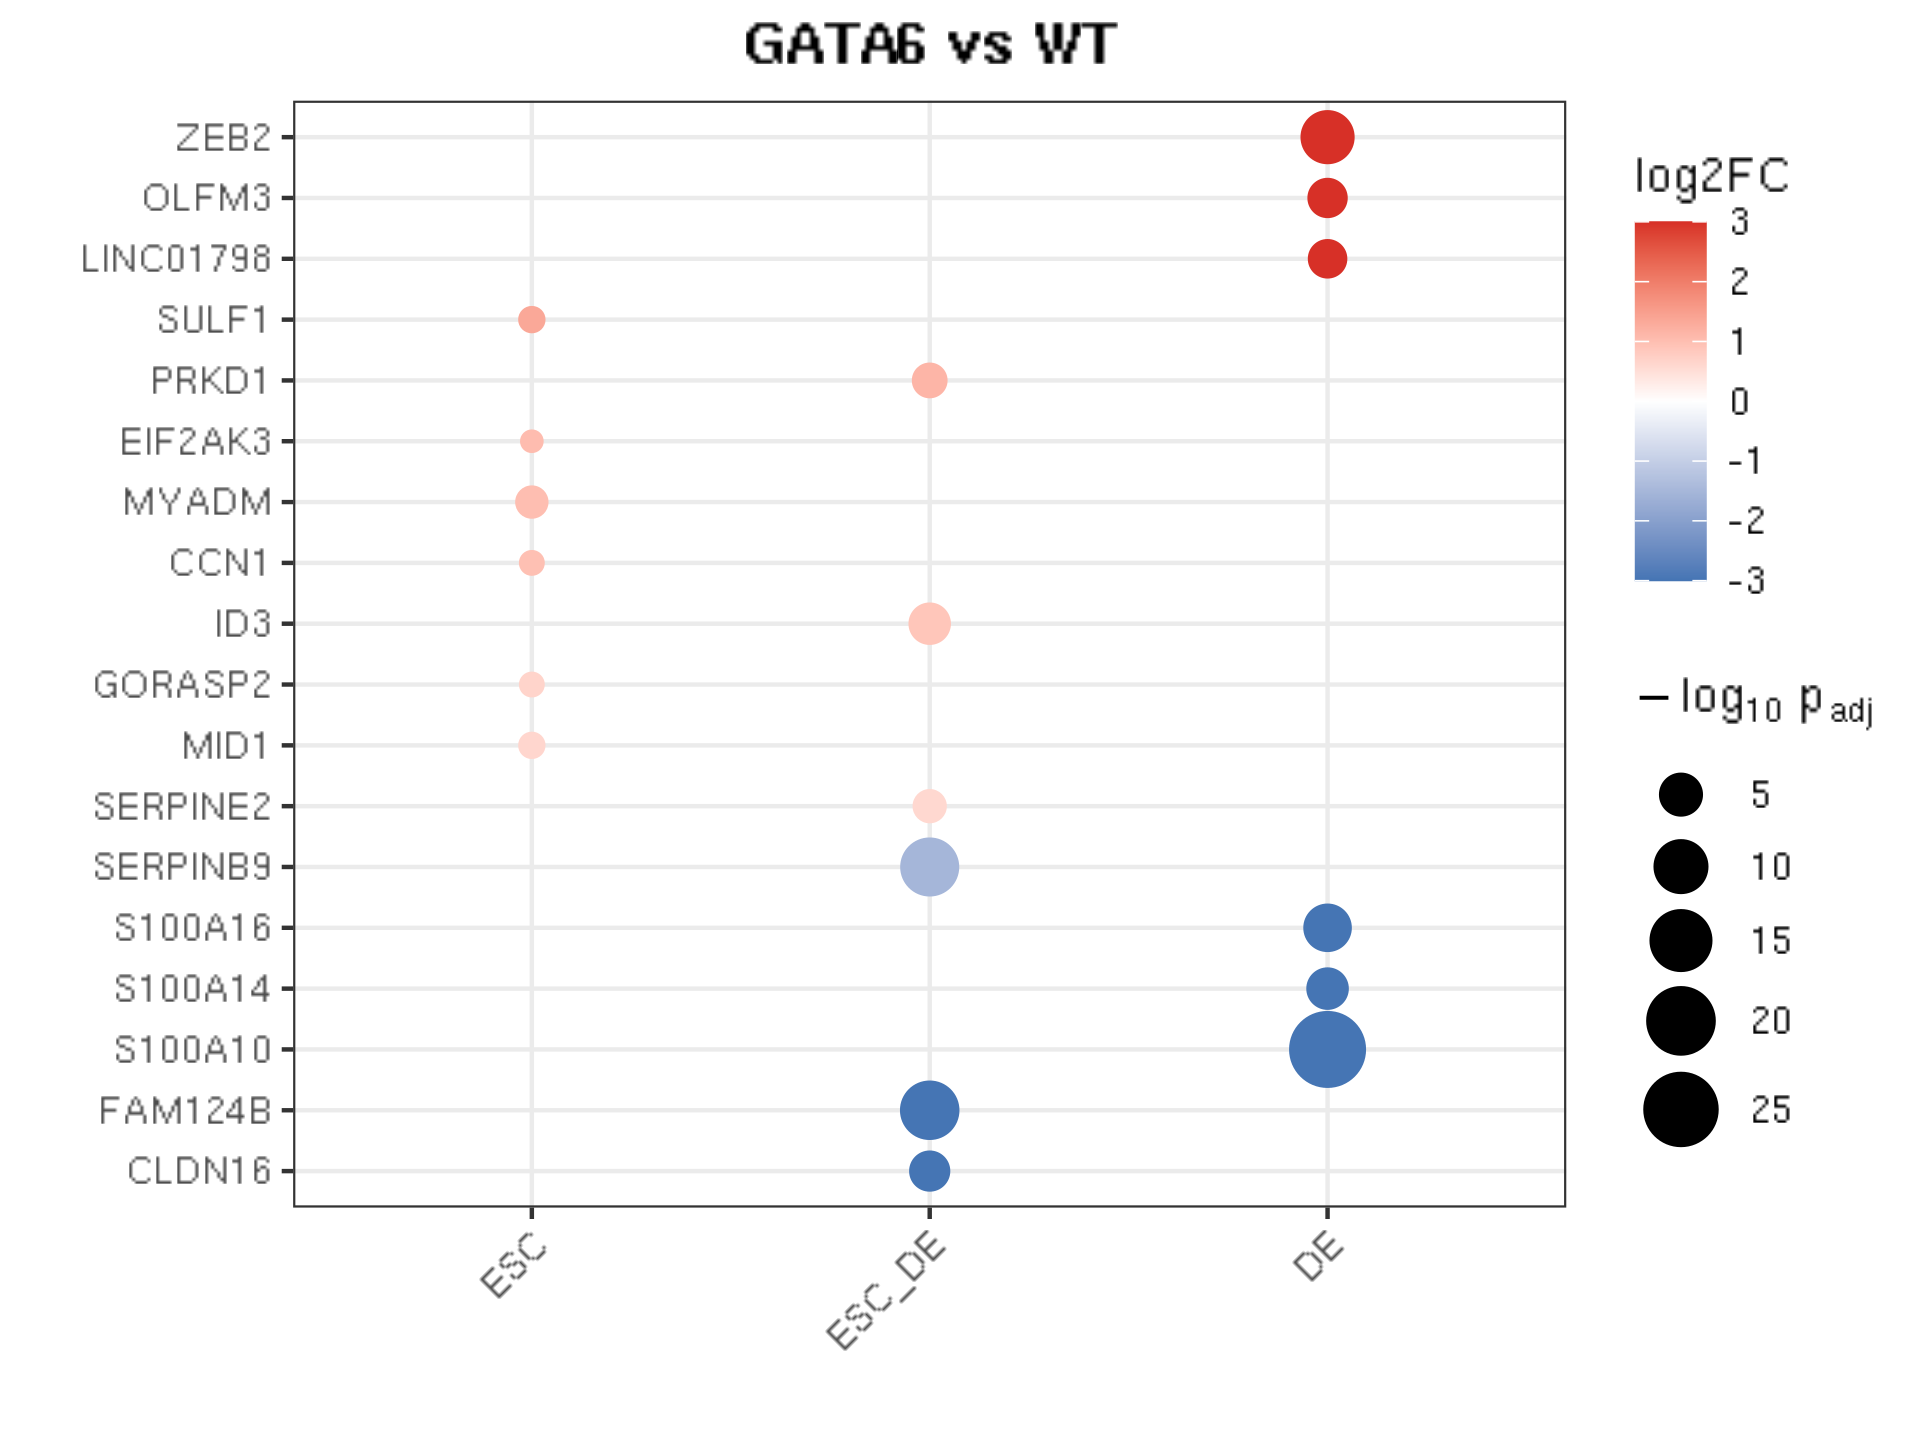 GATA6 vs WT
ZEB2
OLFM3
LINC01798
SULF1
PRKD1
EIF2AK3
MYADM
CCN1
ID3
GORASP2
MID1
SERPINE2
SERPINB9
S100A16
S100A14
S100A10
FAM124B
CLDN16
ESC
ESC_DE
DE
log2FC
3
2
1
0
-1
-2
-3
− log10 p adj
5
10
15
20
25